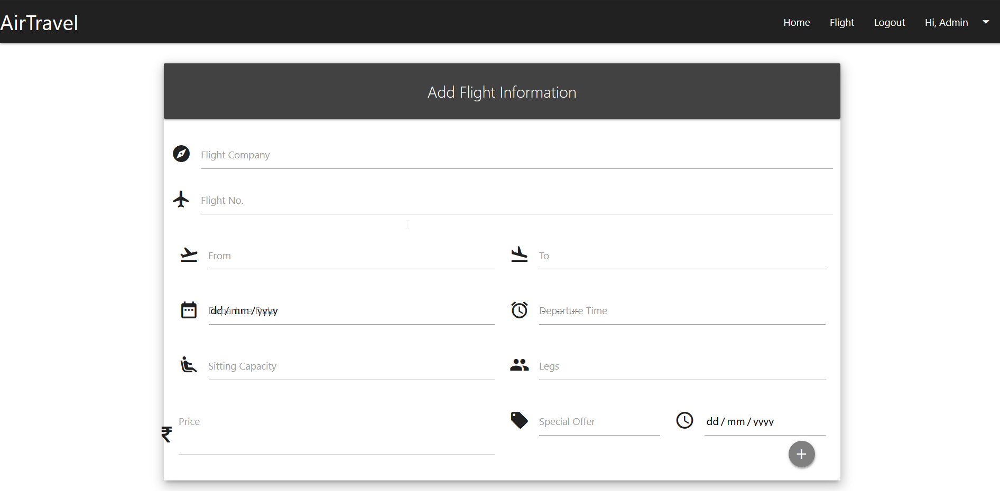 AirTravel Home Flight Logout Hi, Admin
Add Flight Information
Flight Company
Flight No.
From To
Departure Date dd/mm/yyyy Departure Time --:-- --
Sitting Capacity Legs
Price Special Offer dd/mm/yyyy
₹
+